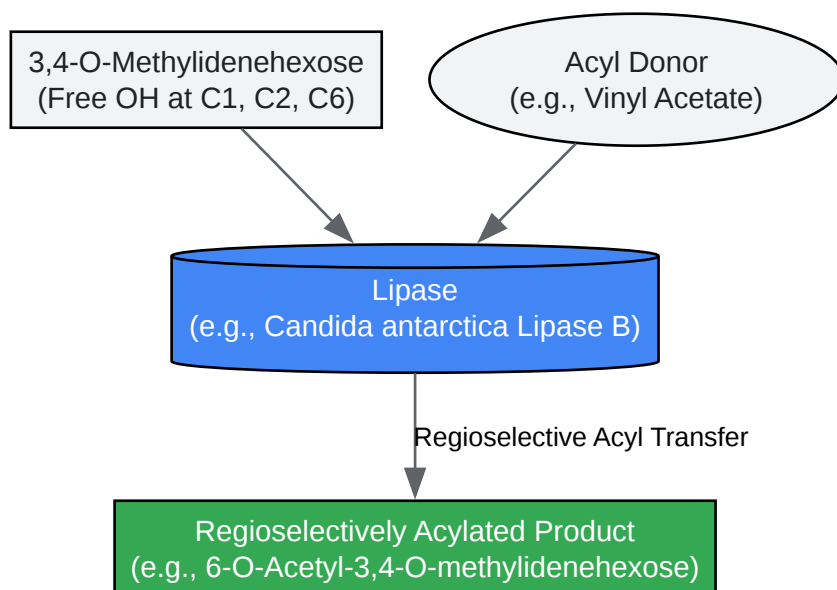 3,4-O-Methylidenehexose
(Free OH at C1, C2, C6)
Acyl Donor
(e.g., Vinyl Acetate)
Lipase
(e.g., Candida antarctica Lipase B)
Regioselective Acyl Transfer
Regioselectively Acylated Product
(e.g., 6-O-Acetyl-3,4-O-methylidenehexose)